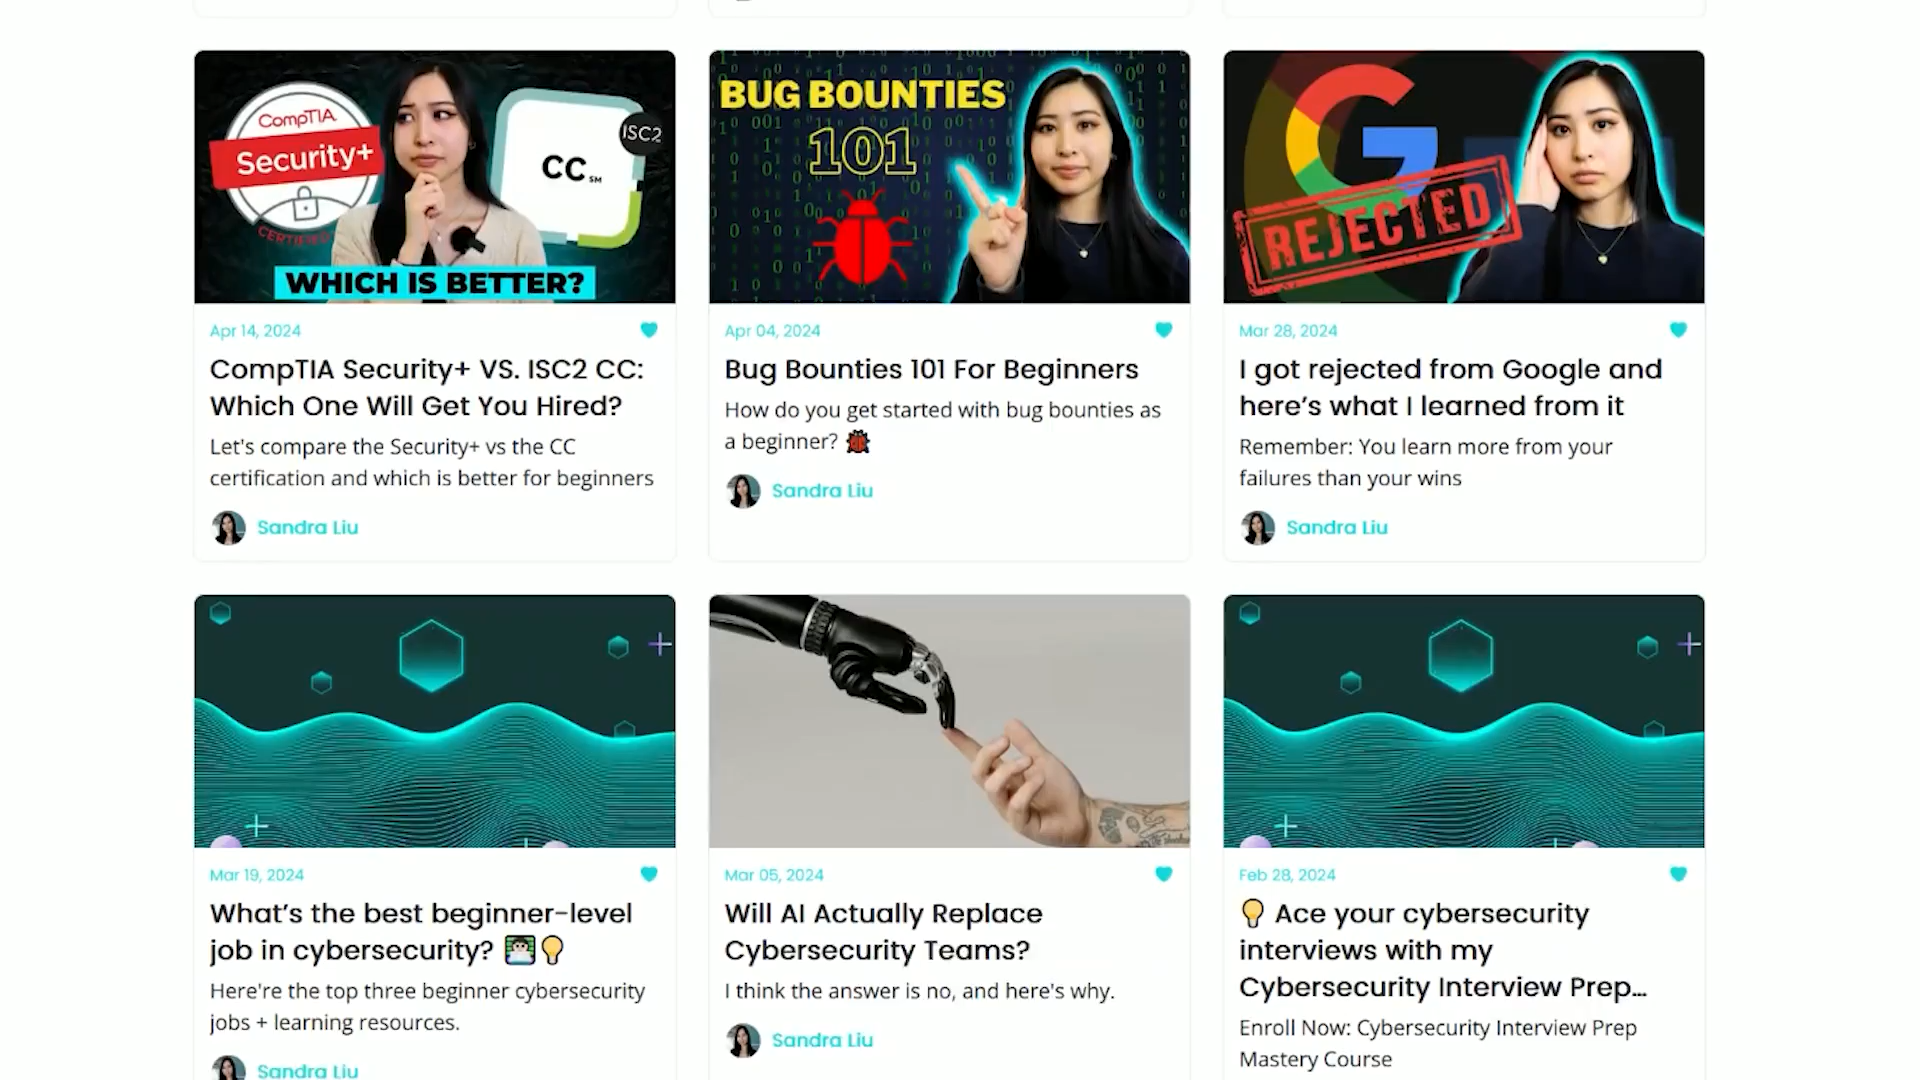 CompTIA
Security+
CERTIFIED
ISC2
CC
SM
WHICH IS BETTER?
Apr 14, 2024
CompTIA Security+ VS. ISC2 CC:
Which One Will Get You Hired?
Let's compare the Security+ vs the CC
certification and which is better for beginners
Sandra Liu
BUG BOUNTIES
101
Apr 04, 2024
Bug Bounties 101 For Beginners
How do you get started with bug bounties as
a beginner? 🐞
Sandra Liu
G
REJECTED
Mar 28, 2024
I got rejected from Google and
here’s what I learned from it
Remember: You learn more from your
failures than your wins
Sandra Liu
Mar 19, 2024
What’s the best beginner-level
job in cybersecurity? 👨🏻‍💻💡
Here're the top three beginner cybersecurity
jobs + learning resources.
Sandra Liu
Mar 05, 2024
Will AI Actually Replace
Cybersecurity Teams?
I think the answer is no, and here's why.
Sandra Liu
Feb 28, 2024
💡 Ace your cybersecurity
interviews with my
Cybersecurity Interview Prep…
Enroll Now: Cybersecurity Interview Prep
Mastery Course